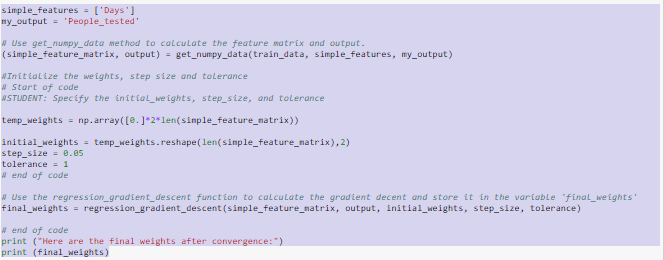 simple_features = ['Days']
my_output = 'People_tested'
# Use get_numpy_data method to calculate the feature matrix and output.
(simple_feature_matrix, output) = get_numpy_data(train_data, simple_features, my_output)
#Initialize the weights, step size and tolerance
# Start of code
#STUDENT: Specify the initial_weights, step_size, and tolerance
temp_weights = np.array([0.]*2*len(simple_feature_matrix))
initial_weights = temp_weights.reshape(len(simple_feature_matrix),2)
step_size = 0.05
tolerance = 1
# end of code
# Use the regression_gradient_descent function to calculate the gradient decent and store it in the variable 'final_weights'
final_weights = regression_gradient_descent(simple_feature_matrix, output, initial_weights, step_size, tolerance)
# end of code
print ("Here are the final weights after convergence:")
print (final_weights)